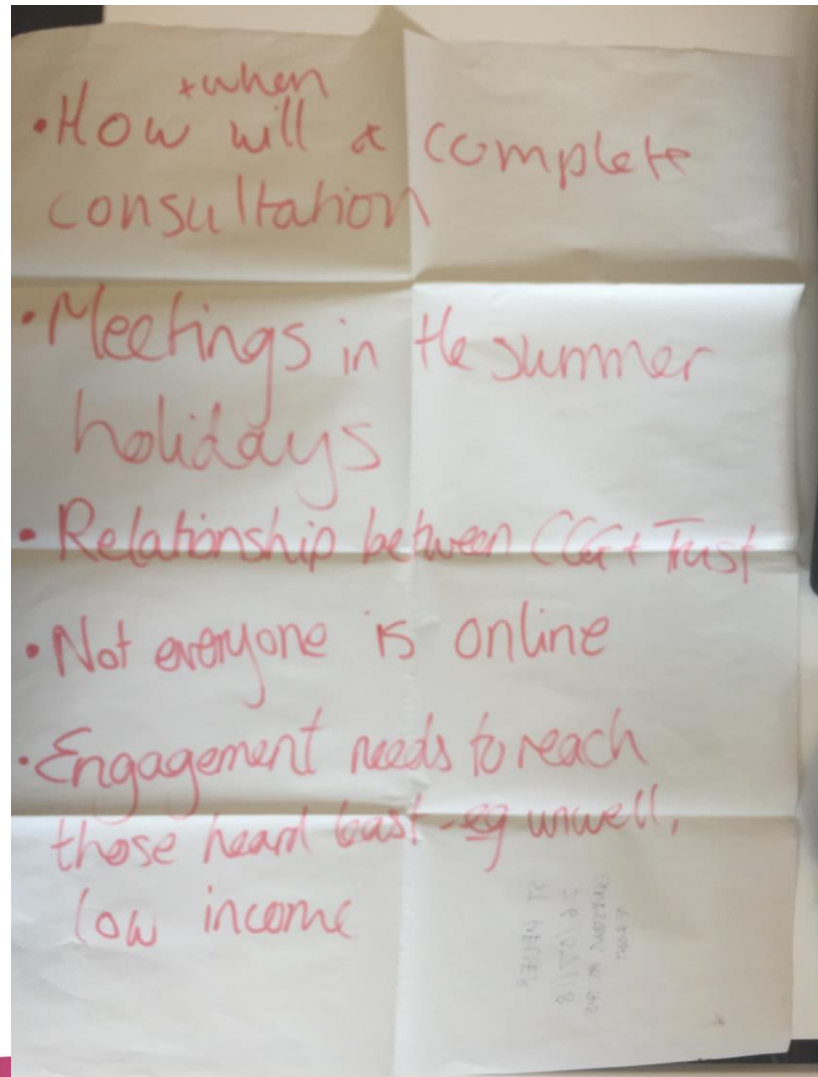 + when
• How will a complete
consultation
• Meetings in the summer
holidays
• Relationship between CCG + Trust
• Not everyone is online
• Engagement needs to reach
those heard least - eg unwell,
low income